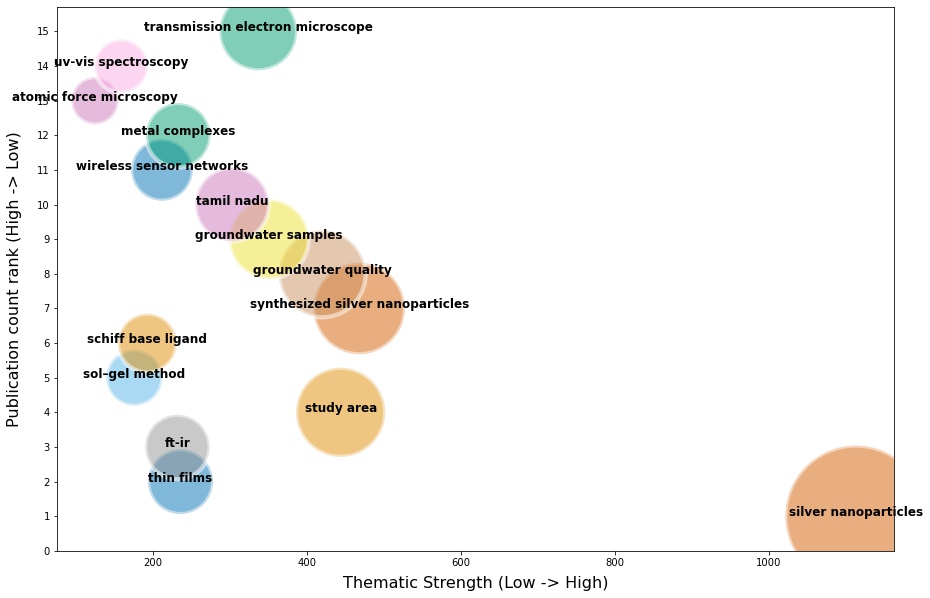 15
transmission electron microscope
14
uv-vis spectroscopy
13
atomic force microscopy
12
metal complexes
11
wireless sensor networks
10
tamil nadu
9
groundwater samples
8
groundwater quality
7
synthesized silver nanoparticles
6
schiff base ligand
5
sol–gel method
4
study area
3
ft-ir
2
thin films
1
silver nanoparticles
0
200 400 600 800 1000
Thematic Strength (Low -> High)
Publication count rank (High -> Low)